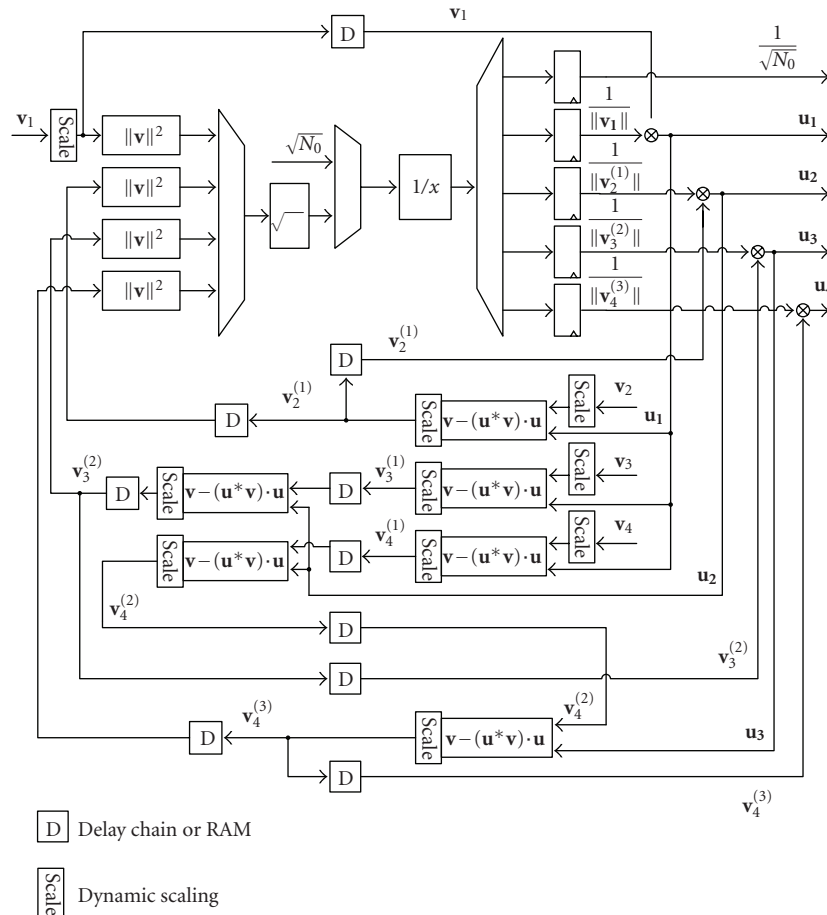 v₁
D
1/√N₀
v₁
Scale
‖v‖²
√N₀
1/x
1/‖v₁‖
u₁
‖v‖²
√
1/‖v₂⁽¹⁾‖
u₂
‖v‖²
1/‖v₃⁽²⁾‖
u₃
‖v‖²
1/‖v₄⁽³⁾‖
D
v₂⁽¹⁾
v₂⁽¹⁾
D
Scale
v−(u*v)·u
Scale
v₂
u₁
v₃⁽²⁾
D
Scale
v−(u*v)·u
D
v₃⁽¹⁾
Scale
v−(u*v)·u
Scale
v₃
Scale
v−(u*v)·u
D
v₄⁽¹⁾
Scale
v−(u*v)·u
Scale
v₄
u₂
v₄⁽²⁾
D
D
v₃⁽²⁾
D
v₄⁽³⁾
Scale
v−(u*v)·u
v₄⁽²⁾
u₃
D
v₄⁽³⁾
D Delay chain or RAM
Scale Dynamic scaling